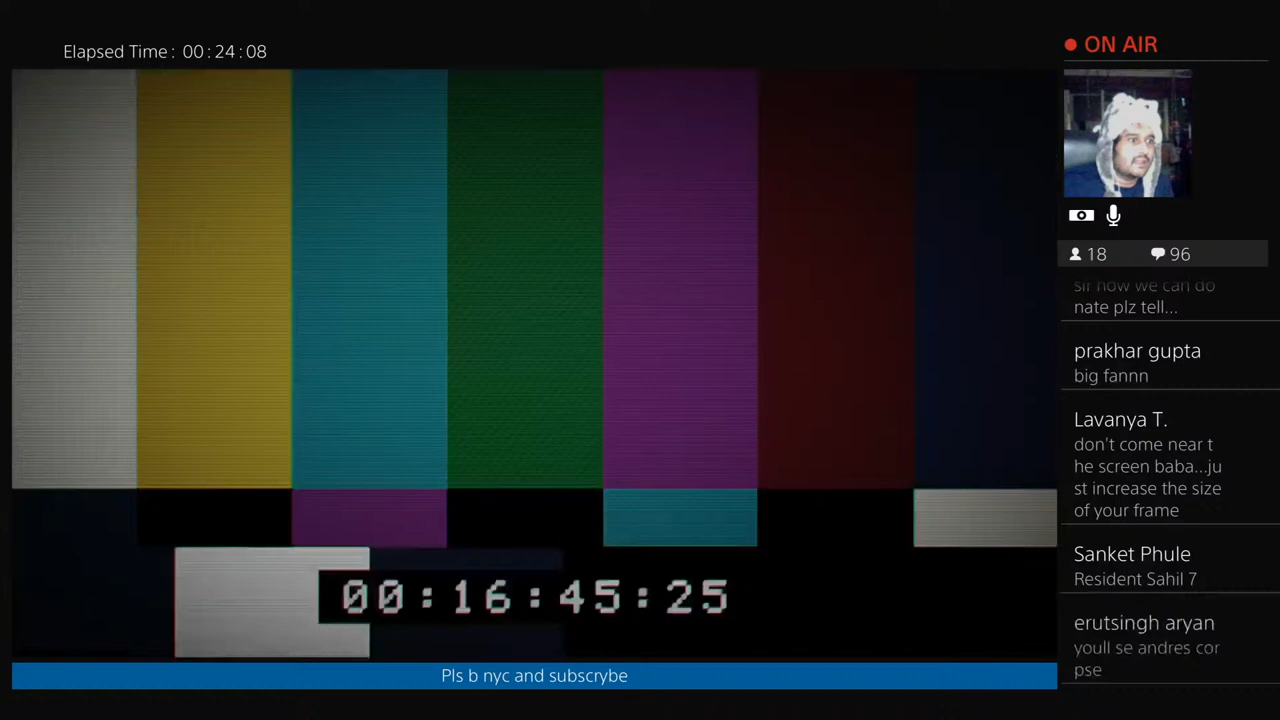 Elapsed Time: 00:24:08
ON AIR
18 96
sir how we can do
nate plz tell...
prakhar gupta
big fannn
Lavanya T.
don't come near t
he screen baba...ju
st increase the size
of your frame
Sanket Phule
Resident Sahil 7
erutsingh aryan
youll se andres cor
pse
00:16:45:25
Pls b nyc and subscrybe